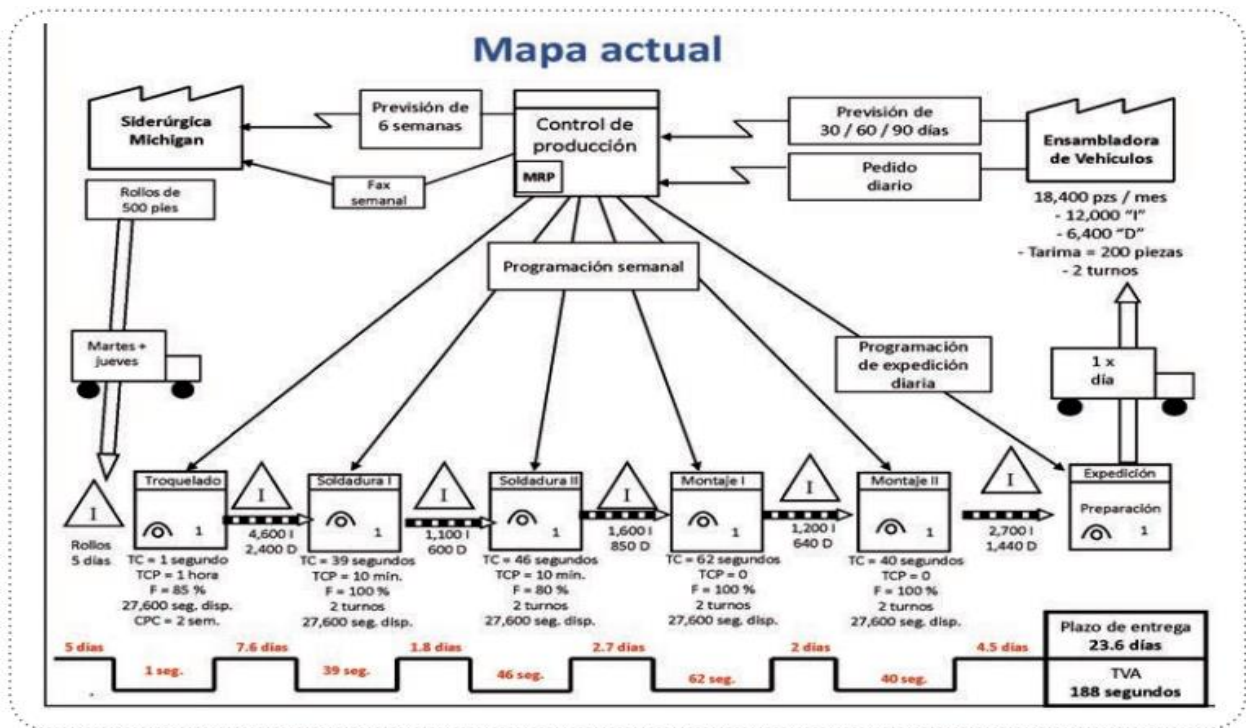 Mapa actual
Siderúrgica
Michigan
Previsión de
6 semanas
Control de
producción
MRP
Previsión de
30 / 60 / 90 días
Ensambladora
de Vehículos
Fax
semanal
Pedido
diario
Rollos de
500 pies
18,400 pzs / mes
- 12,000 “I”
- 6,400 “D”
- Tarima = 200 piezas
- 2 turnos
Programación semanal
Martes +
jueves
Programación
de expedición
diaria
1 x
día
I
Rollos
5 días
Troquelado
1
TC = 1 segundo
TCP = 1 hora
F = 85 %
27,600 seg. disp.
CPC = 2 sem.
I
4,600 I
2,400 D
Soldadura I
1
TC = 39 segundos
TCP = 10 min.
F = 100 %
2 turnos
27,600 seg. disp.
I
1,100 I
600 D
Soldadura II
1
TC = 46 segundos
TCP = 10 min.
F = 80 %
2 turnos
27,600 seg. disp.
I
1,600 I
850 D
Montaje I
1
TC = 62 segundos
TCP = 0
F = 100 %
2 turnos
27,600 seg. disp.
I
1,200 I
640 D
Montaje II
1
TC = 40 segundos
TCP = 0
F = 100 %
2 turnos
27,600 seg. disp.
I
2,700 I
1,440 D
Expedición
Preparación
1
5 días
1 seg.
7.6 días
39 seg.
1.8 días
46 seg.
2.7 días
62 seg.
2 días
40 seg.
4.5 días
Plazo de entrega
23.6 días
TVA
188 segundos